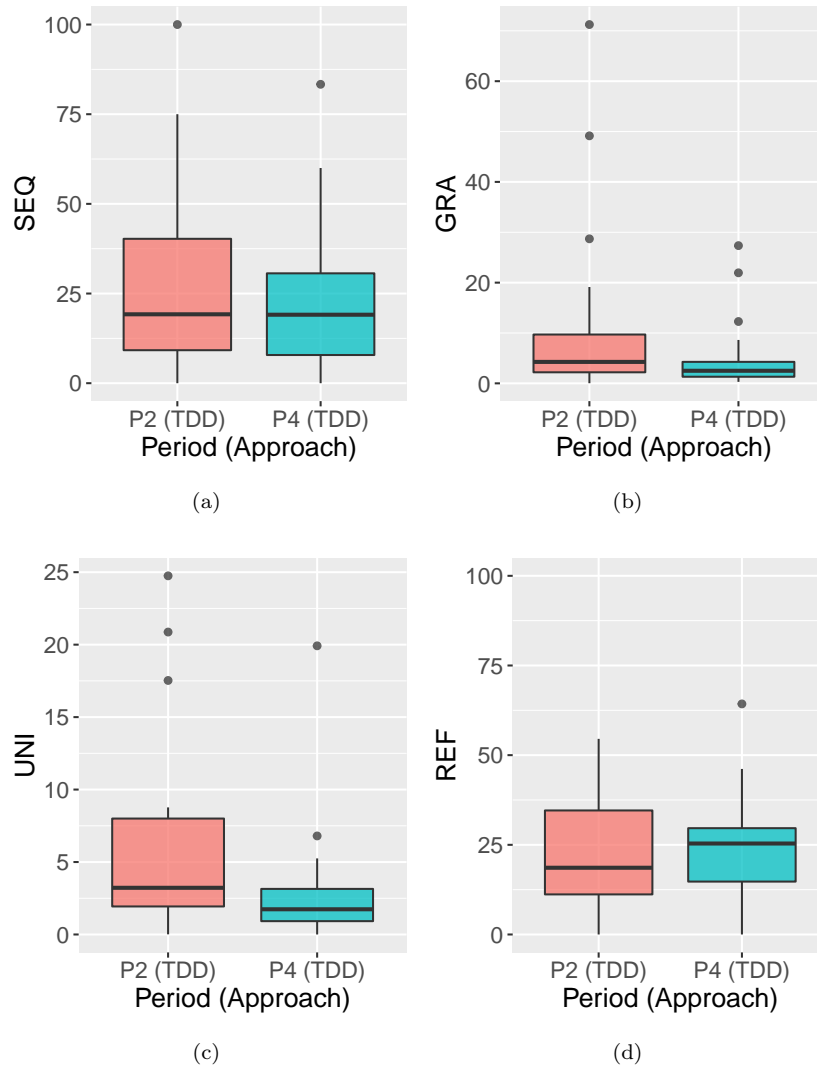 100
75
50
25
0
SEQ
P2 (TDD) P4 (TDD)
Period (Approach)
(a)
60
40
20
0
GRA
P2 (TDD) P4 (TDD)
Period (Approach)
(b)
25
20
15
10
5
0
UNI
P2 (TDD) P4 (TDD)
Period (Approach)
(c)
100
75
50
25
0
REF
P2 (TDD) P4 (TDD)
Period (Approach)
(d)